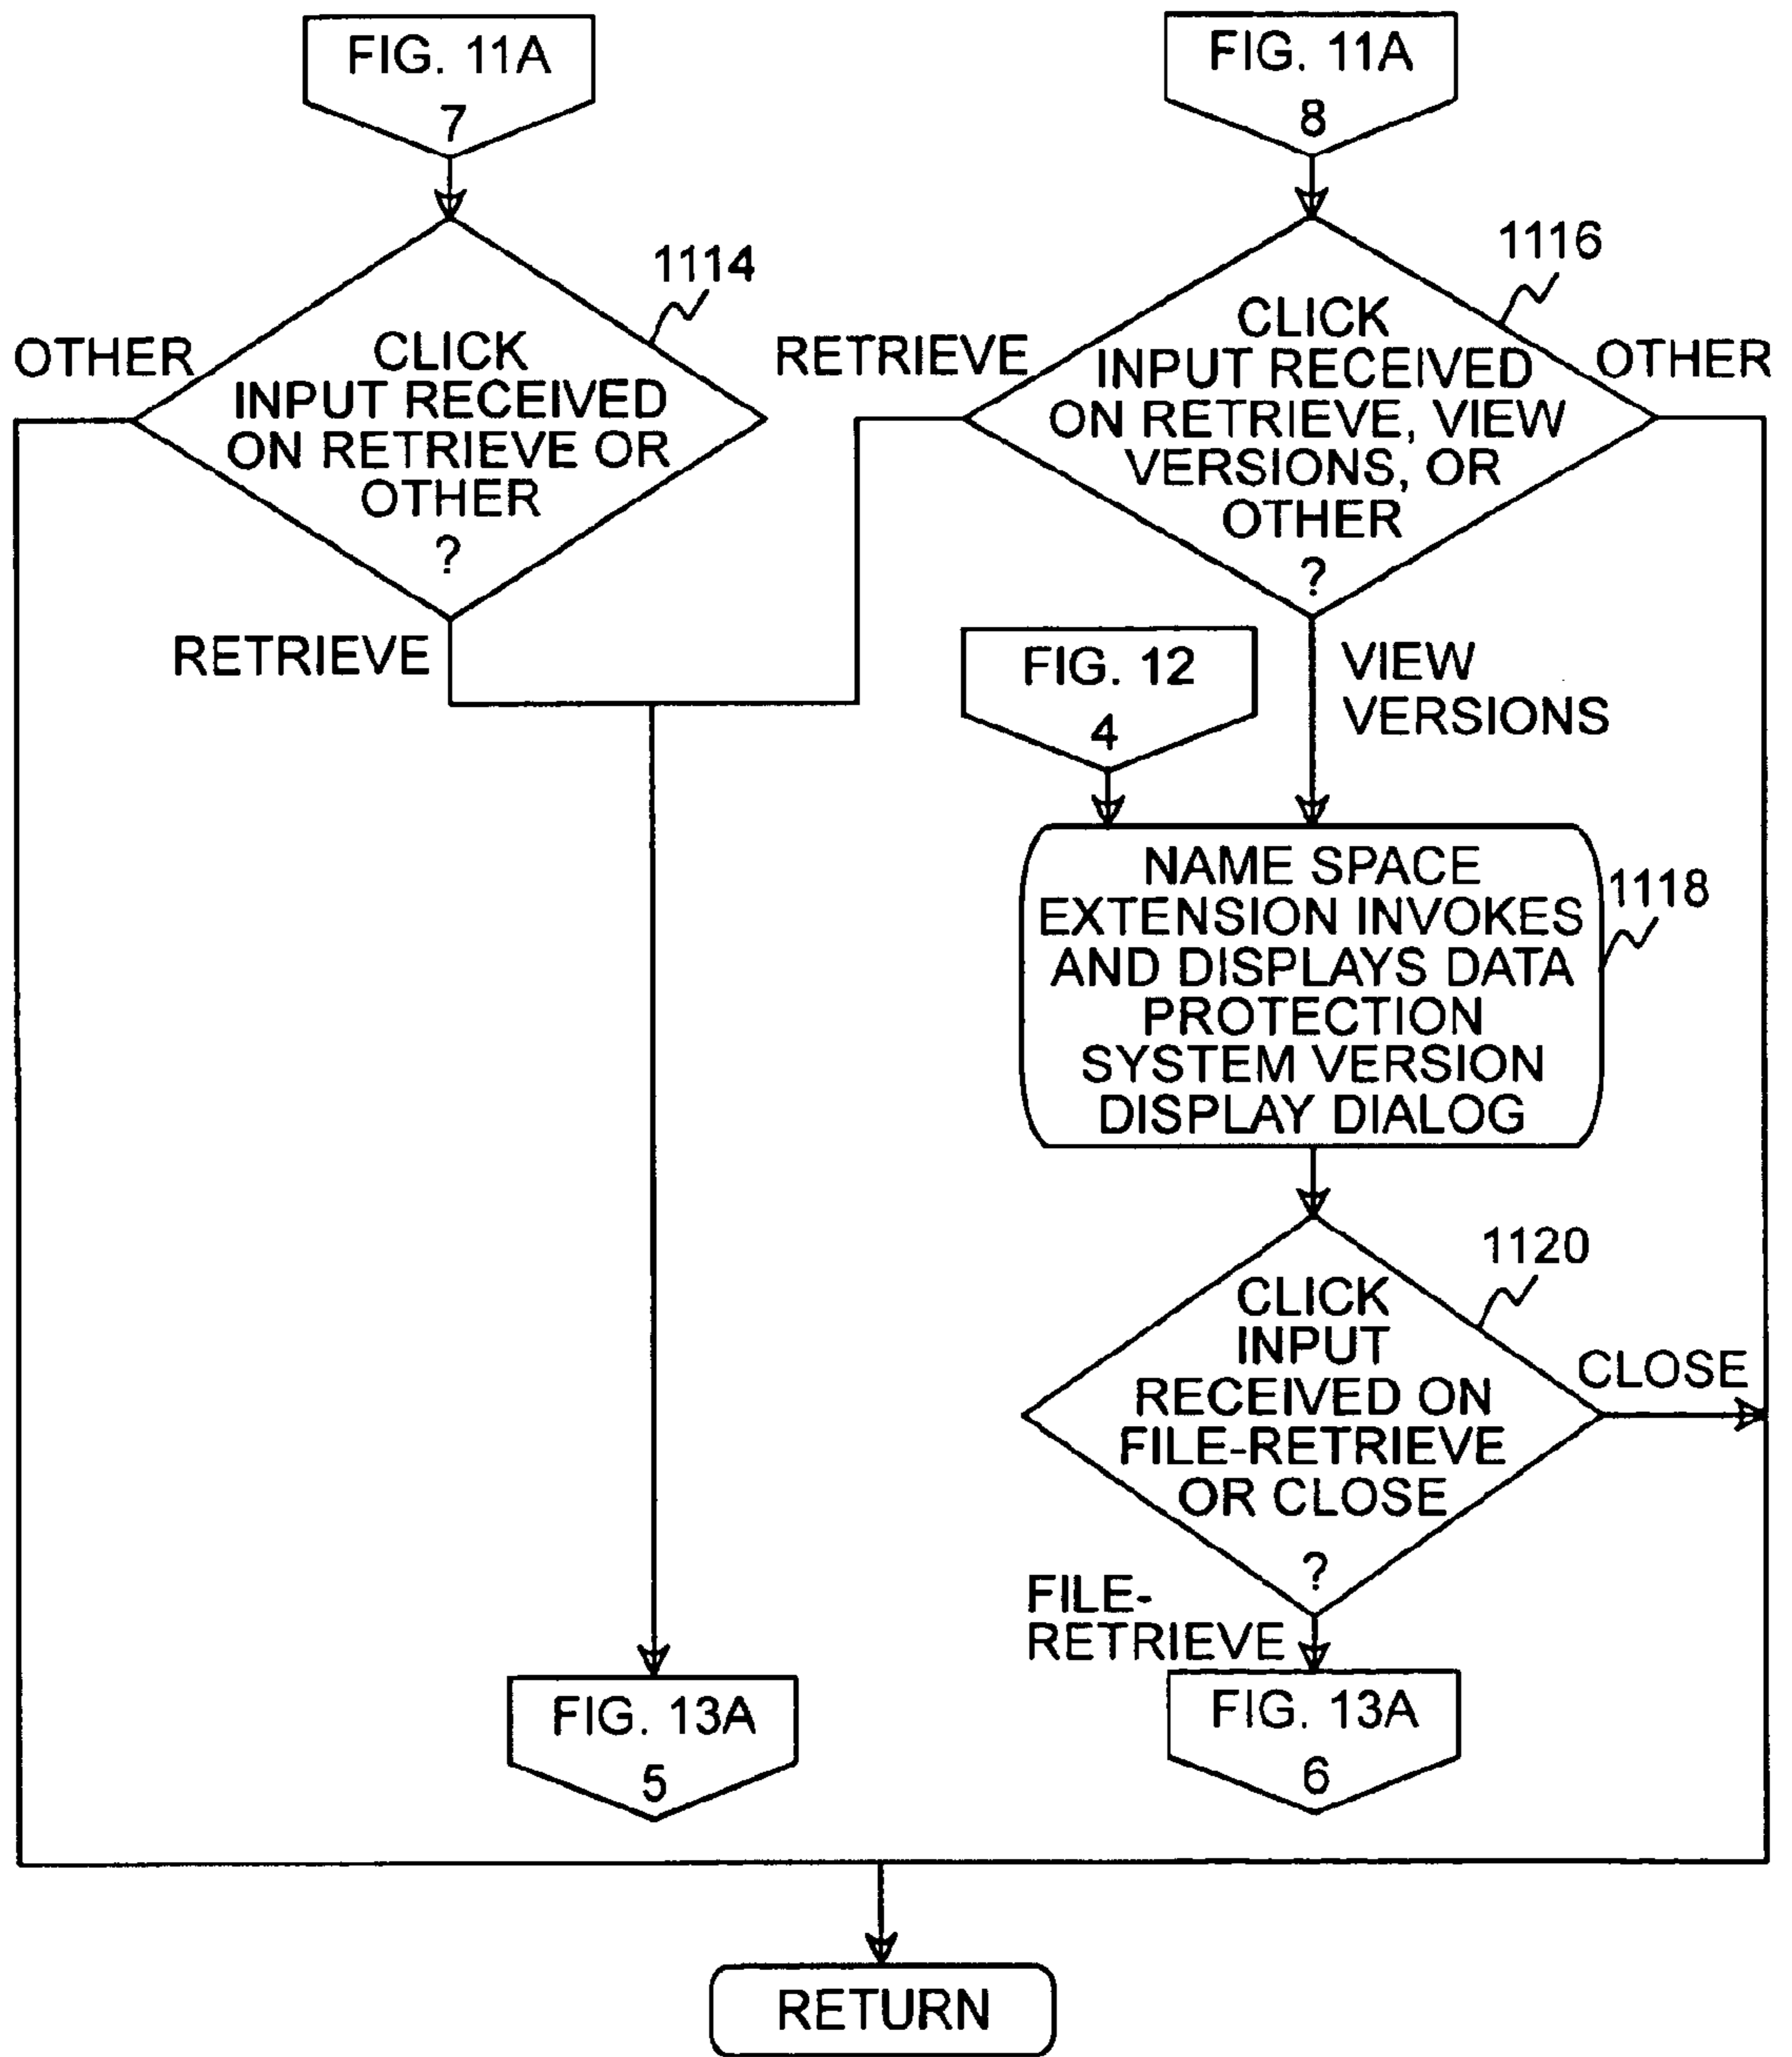 FIG. 11A
7
FIG. 11A
8
1114
1116
OTHER
CLICK
INPUT RECEIVED
ON RETRIEVE OR
OTHER
?
RETRIEVE
CLICK
INPUT RECEIVED
ON RETRIEVE, VIEW
VERSIONS, OR
OTHER
?
OTHER
RETRIEVE
FIG. 12
4
VIEW
VERSIONS
NAME SPACE
EXTENSION INVOKES
AND DISPLAYS DATA
PROTECTION
SYSTEM VERSION
DISPLAY DIALOG
1118
1120
CLICK
INPUT
RECEIVED ON
FILE-RETRIEVE
OR CLOSE
?
CLOSE
FILE-
RETRIEVE
FIG. 13A
5
FIG. 13A
6
RETURN